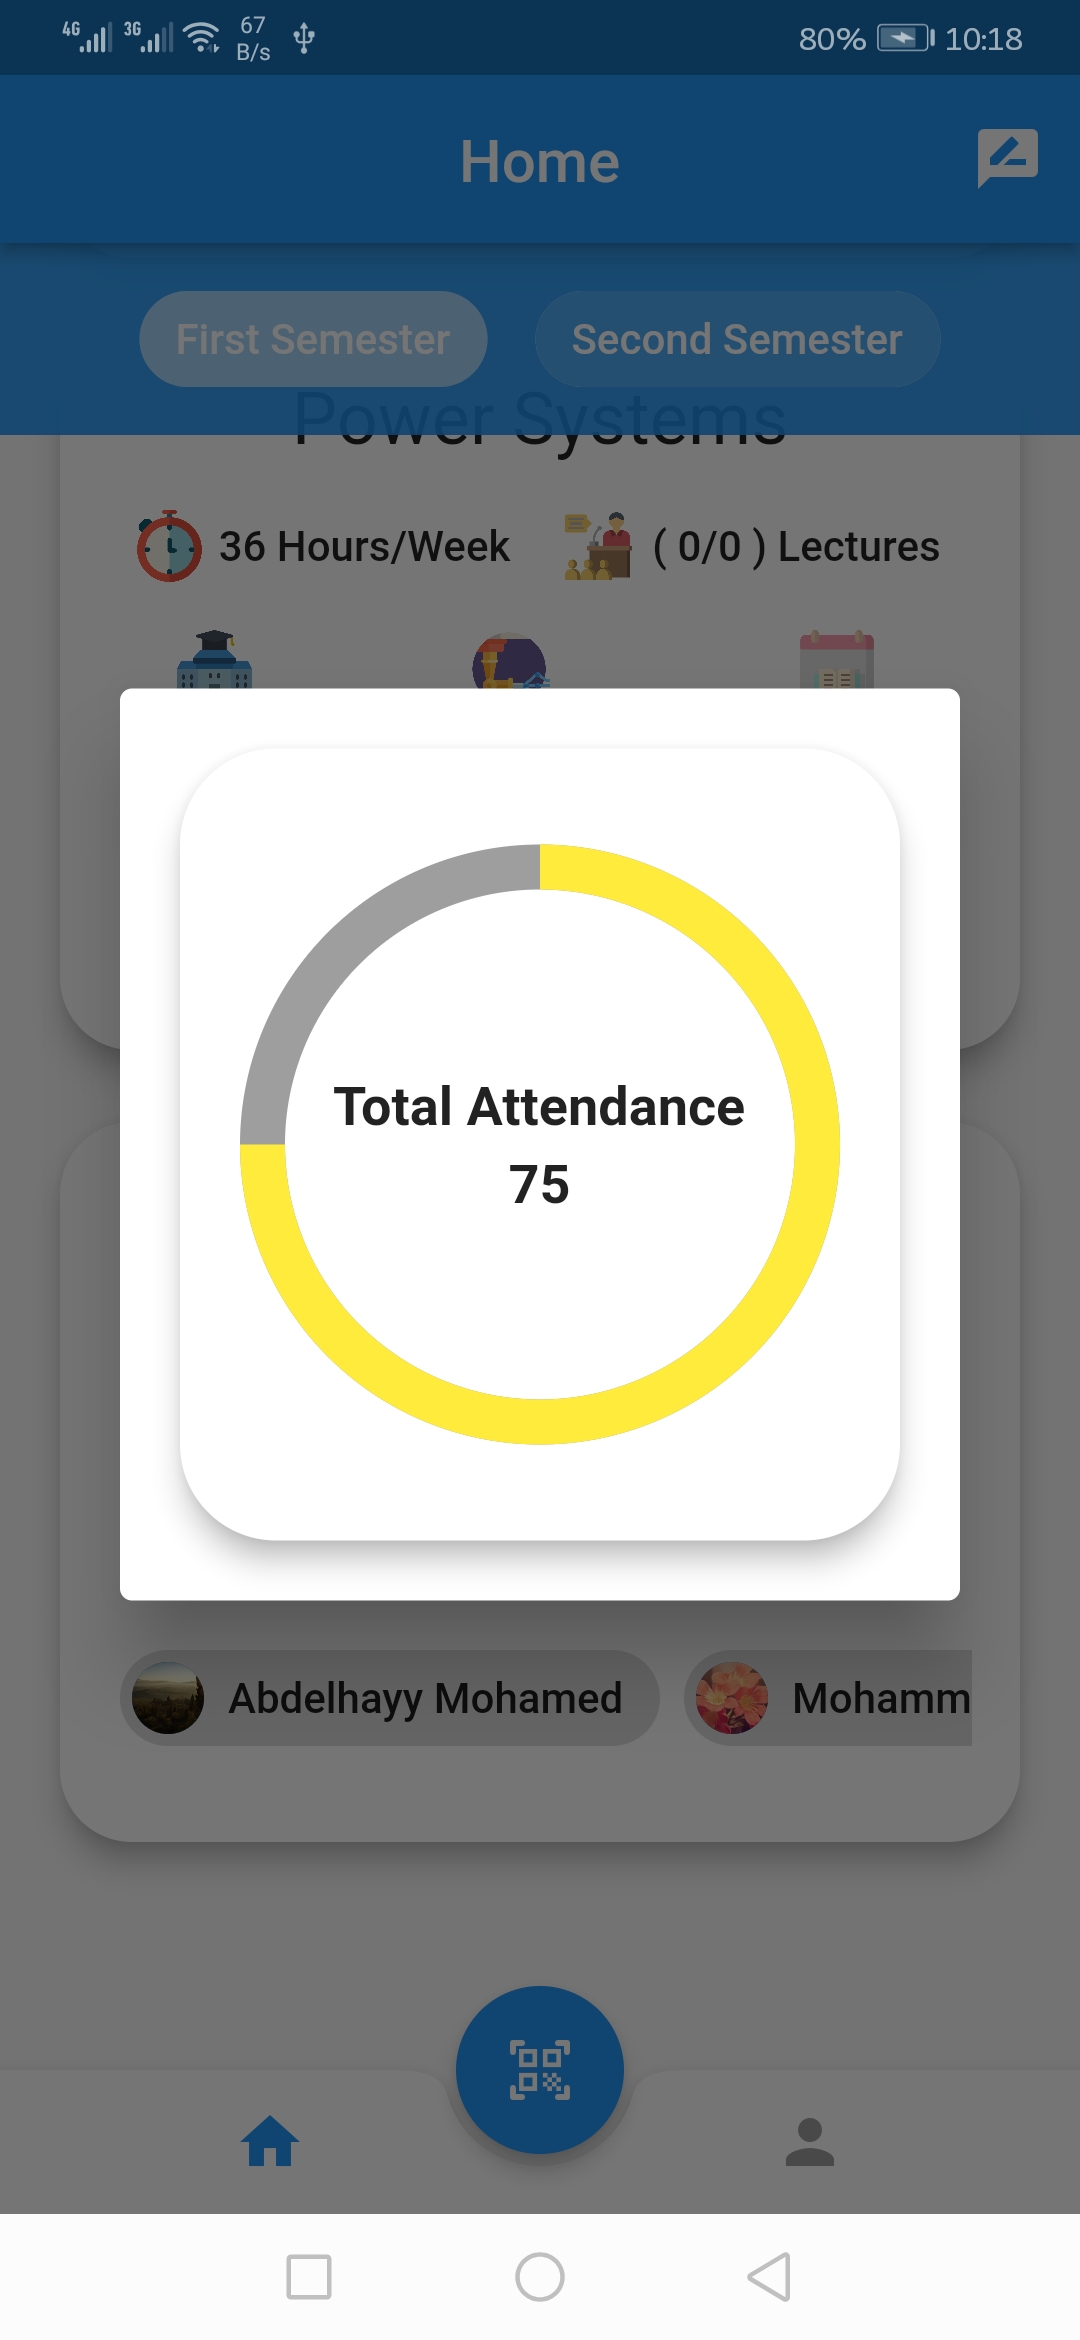 4G 3G 67 B/s 80% 10:18
Home
First Semester Second Semester
Power Systems
36 Hours/Week ( 0/0 ) Lectures
Total Attendance
75
Abdelhayy Mohamed Mohamm